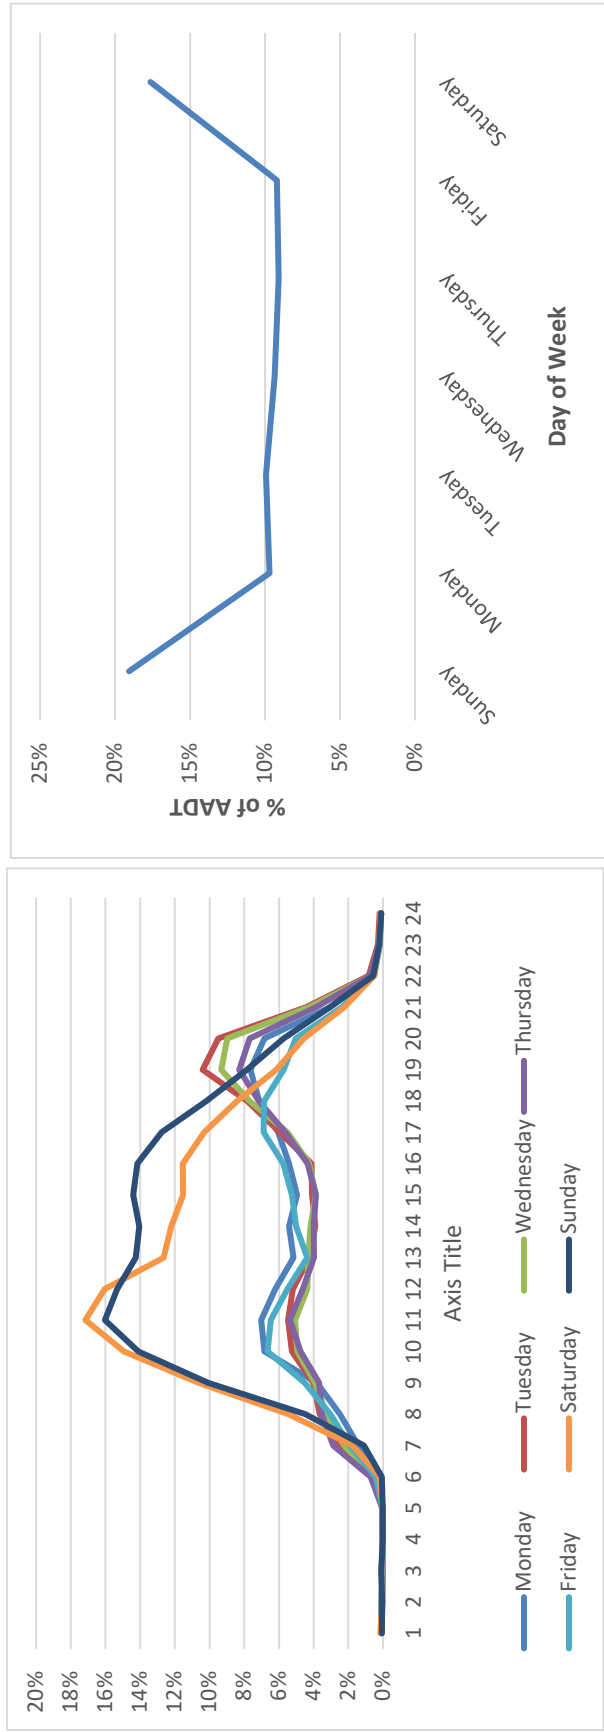 20%
18%
16%
14%
12%
10%
8%
6%
4%
2%
0%
1 2 3 4 5 6 7 8 9 10 11 12 13 14 15 16 17 18 19 20 21 22 23 24
Axis Title
Monday Tuesday Wednesday Thursday
Friday Saturday Sunday
25%
20%
15%
10%
5%
0%
% of AADT
Sunday Monday Tuesday Wednesday Thursday Friday Saturday
Day of Week